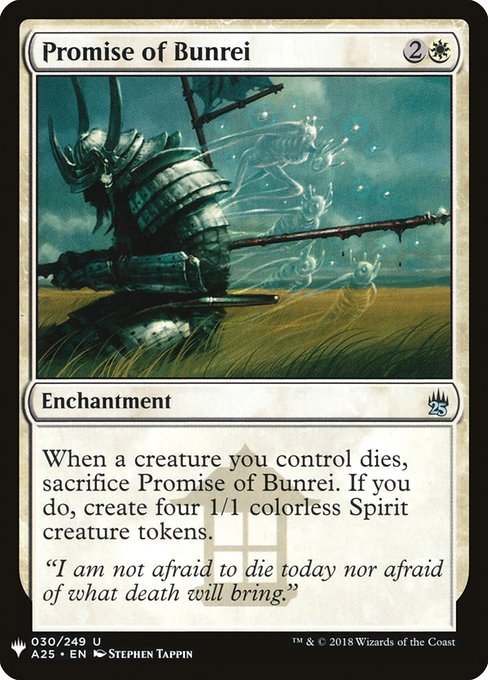 Promise of Bunrei 2
Enchantment 25
When a creature you control dies,
sacrifice Promise of Bunrei. If you
do, create four 1/1 colorless Spirit
creature tokens.
“I am not afraid to die today nor afraid
of what death will bring.”
030/249 U
A25 • EN Stephen Tappin
™ & © 2018 Wizards of the Coast